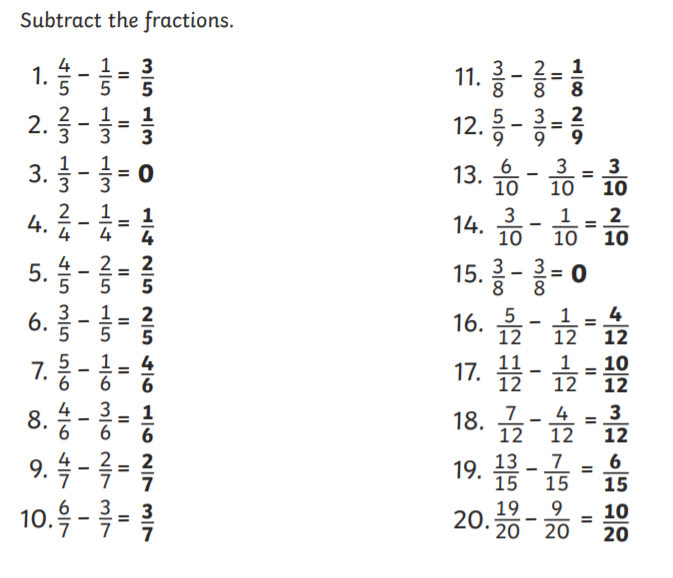 Subtract the fractions.
1. 4/5 - 1/5 = 3/5
2. 2/3 - 1/3 = 1/3
3. 1/3 - 1/3 = 0
4. 2/4 - 1/4 = 1/4
5. 4/5 - 2/5 = 2/5
6. 3/5 - 1/5 = 2/5
7. 5/6 - 1/6 = 4/6
8. 4/6 - 3/6 = 1/6
9. 4/7 - 2/7 = 2/7
10. 6/7 - 3/7 = 3/7
11. 3/8 - 2/8 = 1/8
12. 5/9 - 3/9 = 2/9
13. 6/10 - 3/10 = 3/10
14. 3/10 - 1/10 = 2/10
15. 3/8 - 3/8 = 0
16. 5/12 - 1/12 = 4/12
17. 11/12 - 1/12 = 10/12
18. 7/12 - 4/12 = 3/12
19. 13/15 - 7/15 = 6/15
20. 19/20 - 9/20 = 10/20